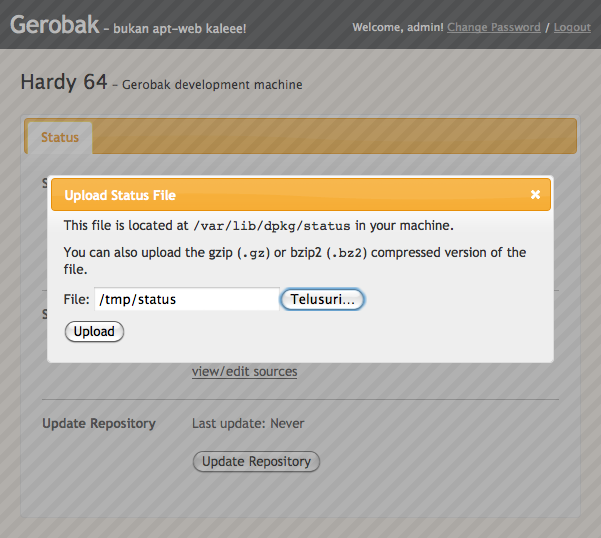 Gerobak – bukan apt-web kaleee!
Welcome, admin! Change Password / Logout
Hardy 64 – Gerobak development machine
Status
Upload Status File
This file is located at /var/lib/dpkg/status in your machine.
You can also upload the gzip (.gz) or bzip2 (.bz2) compressed version of the
file.
File: /tmp/status Telusuri...
Upload
view/edit sources
Update Repository Last update: Never
Update Repository